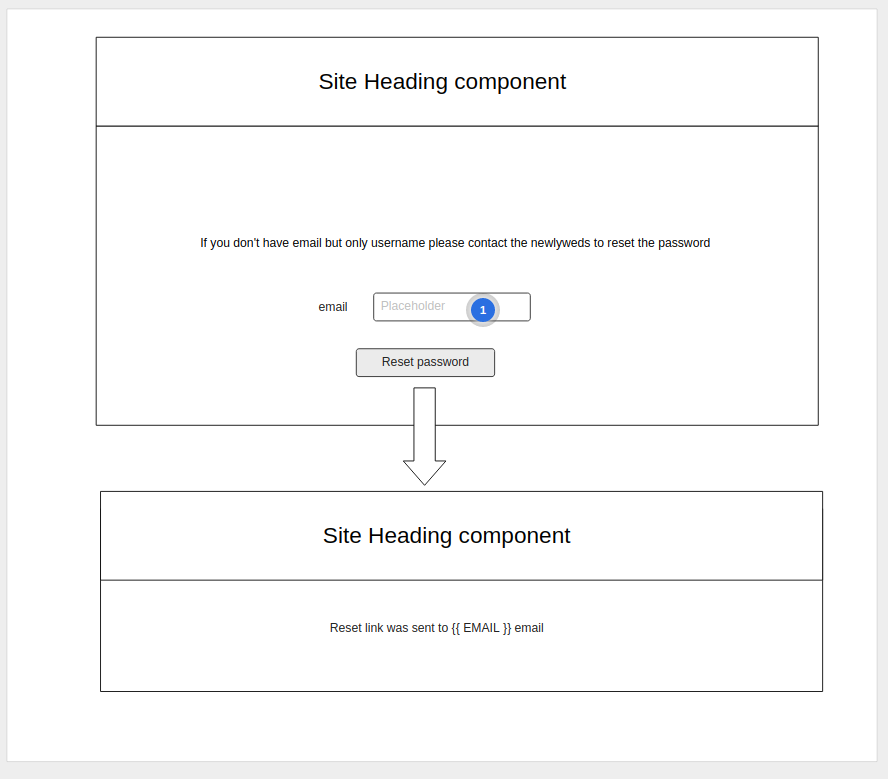 Site Heading component
If you don't have email but only username please contact the newlyweds to reset the password
email Placeholder 1
Reset password
Site Heading component
Reset link was sent to {{ EMAIL }} email